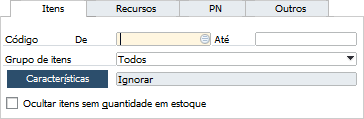 Itens Recursos PN Outros
Código De Até
Grupo de itens Todos
Características Ignorar
Ocultar itens sem quantidade em estoque